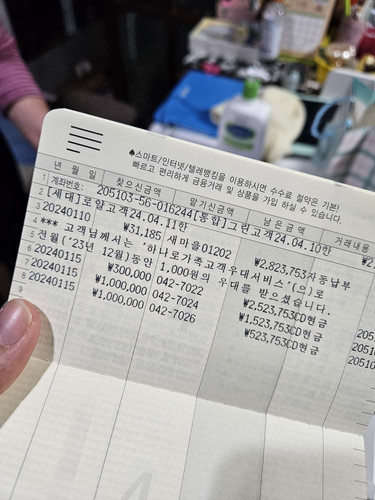 ♠스마트/인터넷/텔레뱅킹을 이용하시면 수수료 절약은 기본!
빠르고 편리하게 금융거래 및 상품을 가입 하실 수 있습니다.
년 월 일 찾으신금액 맡기신금액 남은금액 거래내용
1 계좌번호: 205103-56-016244[통합]그린고객24.04.10한
2 [세대]로얄고객24.04.11한
3 20240110 ₩31,185 새마을01202 ₩2,823,753자동납부
4 *** 고객님께서는 '하나로가족고객우대서비스'(으)로
5 전월('23년 12월)동안 1,000원의 우대를 받으셨습니다.
6 20240115 ₩300,000 042-7022 ₩2,523,753CD현금
7 20240115 ₩1,000,000 042-7024 ₩1,523,753CD현금
8 20240115 ₩1,000,000 042-7026 ₩523,753CD현금
9